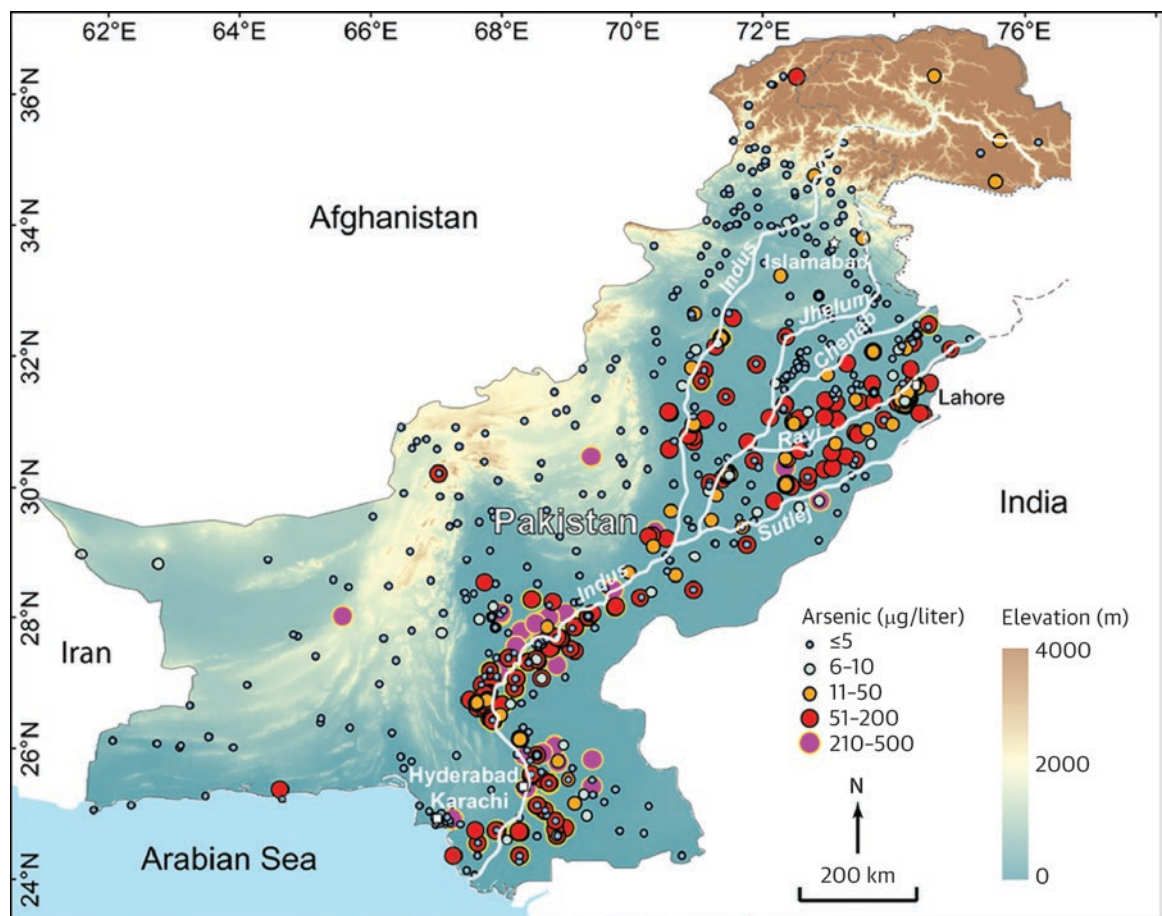 62°E 64°E 66°E 68°E 70°E 72°E 74°E 76°E
36°N
34°N
32°N
30°N
28°N
26°N
24°N
Afghanistan
Indus
Islamabad
Jhelum
Chenab
Lahore
Ravi
Pakistan
India
Sutlej
Indus
Iran
Hyderabad
Karachi
Arabian Sea
Arsenic (μg/liter)
≤5
6–10
11–50
51–200
210–500
Elevation (m)
4000
2000
0
N
200 km